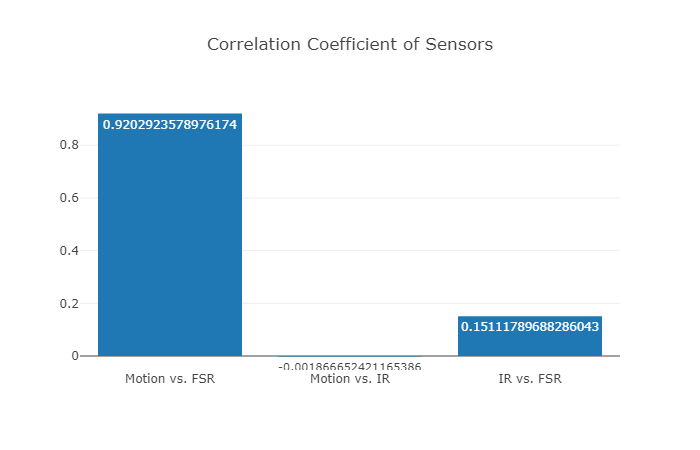 Correlation Coefficient of Sensors
0.9202923578976174
0.8
0.6
0.4
0.2
0.15111789688286043
0
-0.001866652421165386
Motion vs. FSR
Motion vs. IR
IR vs. FSR